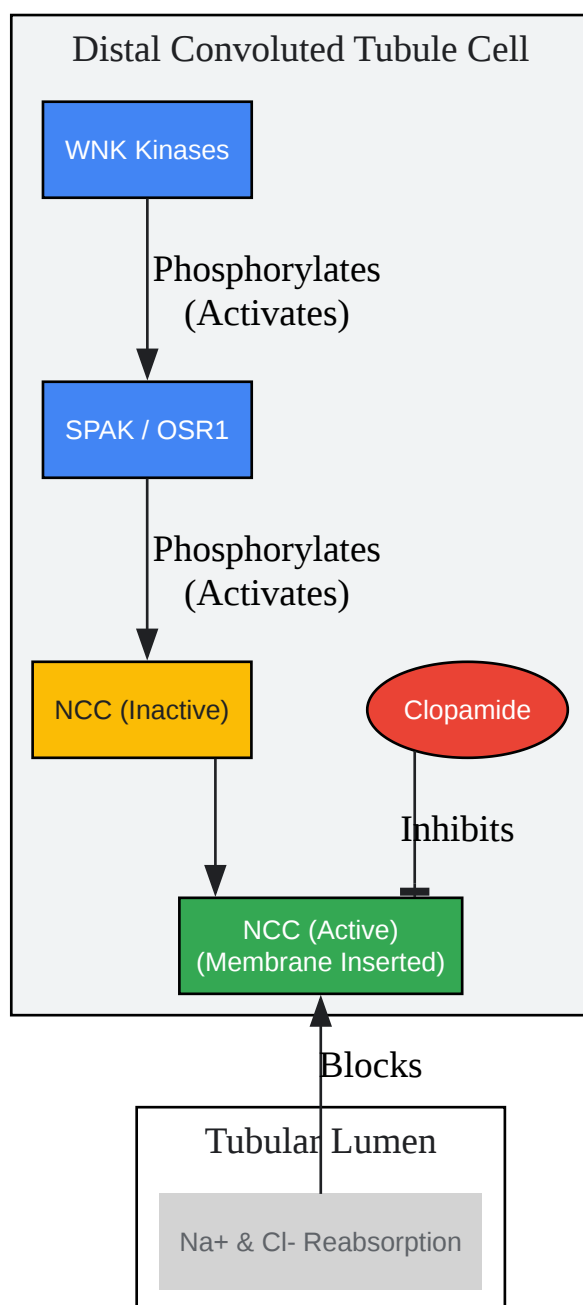 Distal Convoluted Tubule Cell
WNK Kinases
Phosphorylates
(Activates)
SPAK / OSR1
Phosphorylates
(Activates)
NCC (Inactive)
Clopamide
Inhibits
NCC (Active)
(Membrane Inserted)
Blocks
Tubular Lumen
Na+ & Cl- Reabsorption